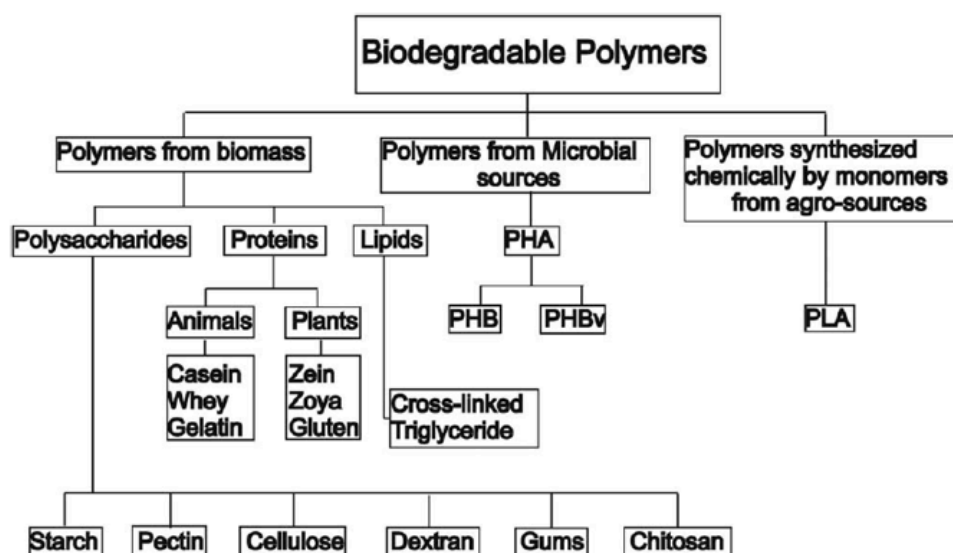 Biodegradable Polymers
Polymers from biomass
Polymers from Microbial
sources
Polymers synthesized
chemically by monomers
from agro-sources
Polysaccharides
Proteins
Lipids
PHA
Animals
Plants
PHB
PHBv
PLA
Casein
Whey
Gelatin
Zein
Zoya
Gluten
Cross-linked
Triglyceride
Starch
Pectin
Cellulose
Dextran
Gums
Chitosan